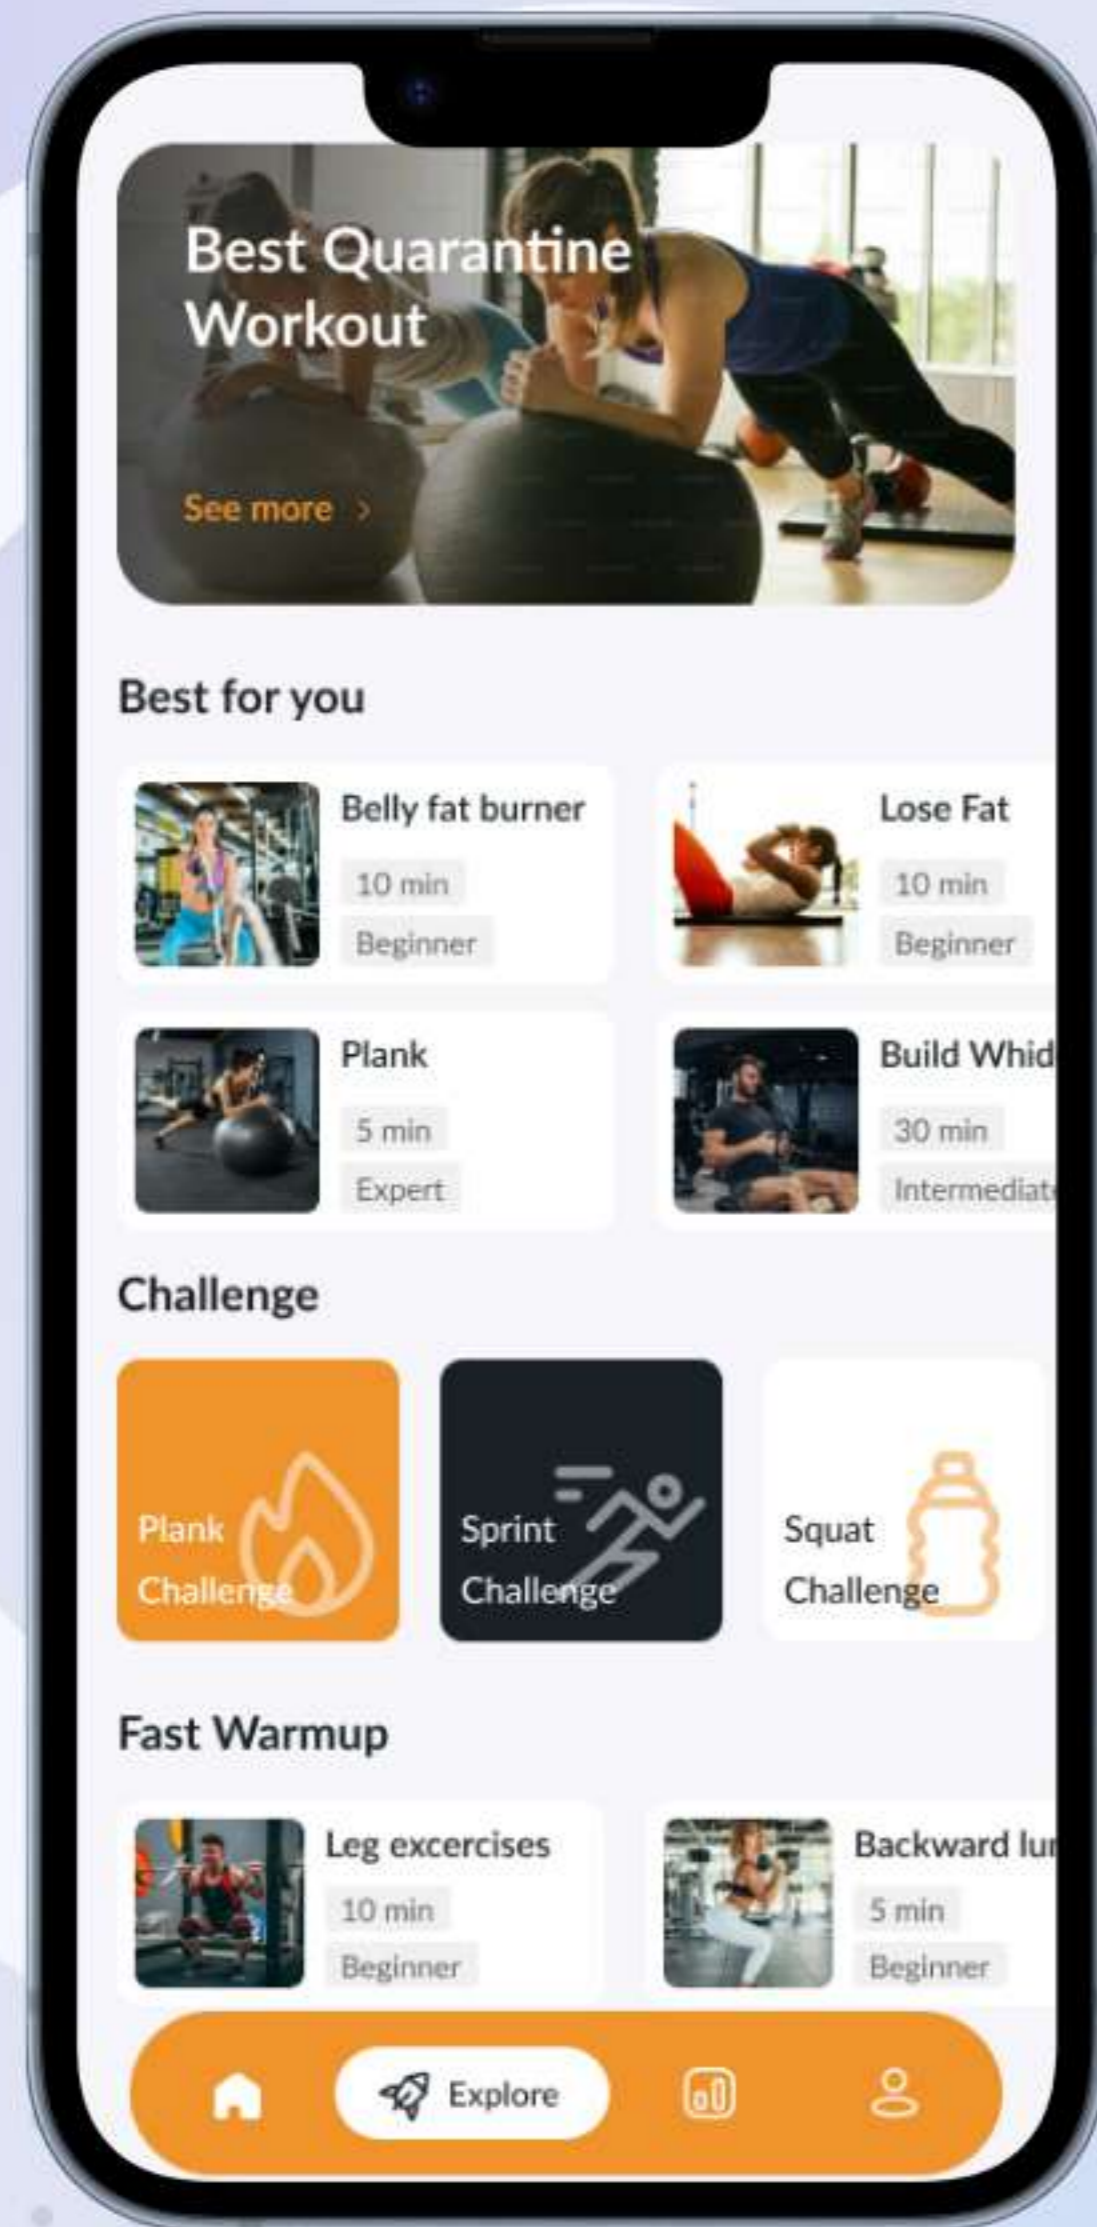 Best Quarantine
Workout
See more
Best for you
Belly fat burner
10 min
Beginner
Lose Fat
10 min
Beginner
Plank
5 min
Expert
Build Whid
30 min
Intermediate
Challenge
Plank
Challenge
Sprint
Challenge
Squat
Challenge
Fast Warmup
Leg excercises
10 min
Beginner
Backward lun
5 min
Beginner
Explore